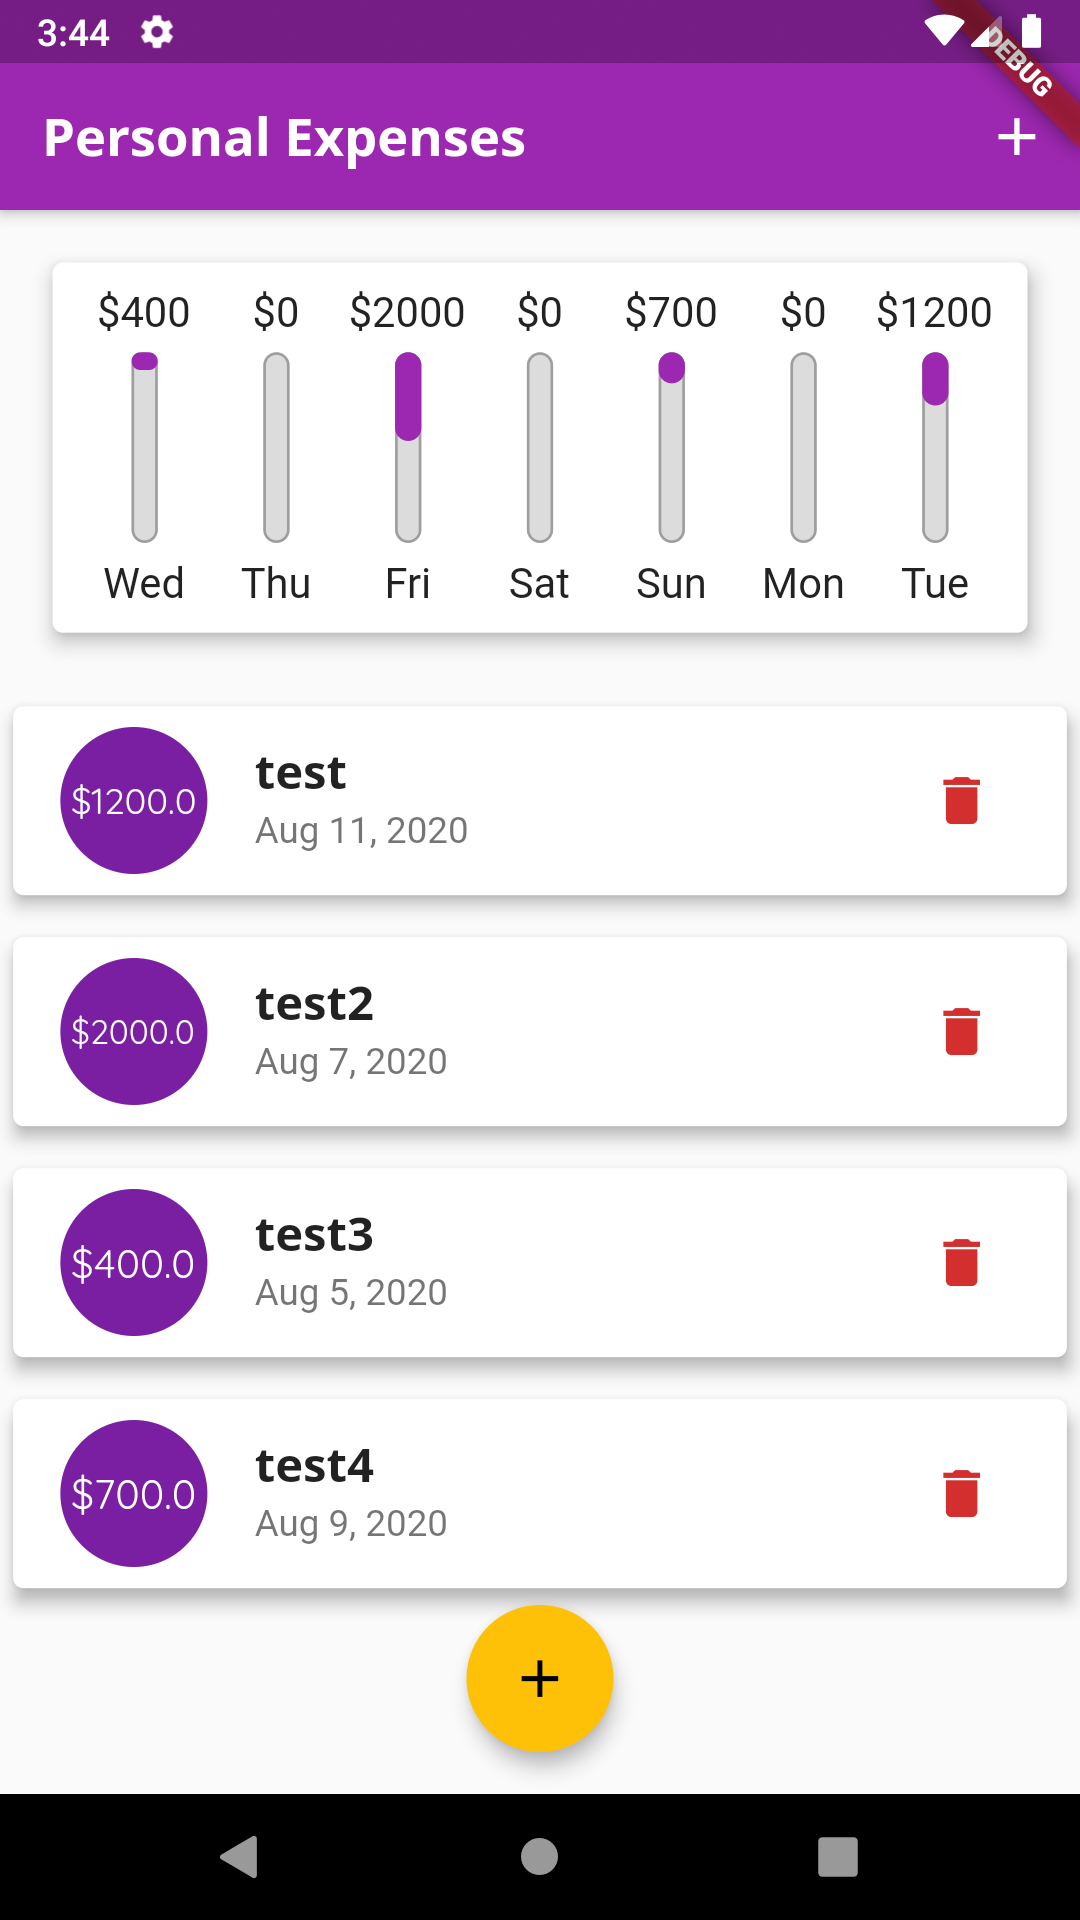 3:44
DEBUG
Personal Expenses
$400 $0 $2000 $0 $700 $0 $1200
Wed Thu Fri Sat Sun Mon Tue
$1200.0
test
Aug 11, 2020
$2000.0
test2
Aug 7, 2020
$400.0
test3
Aug 5, 2020
$700.0
test4
Aug 9, 2020